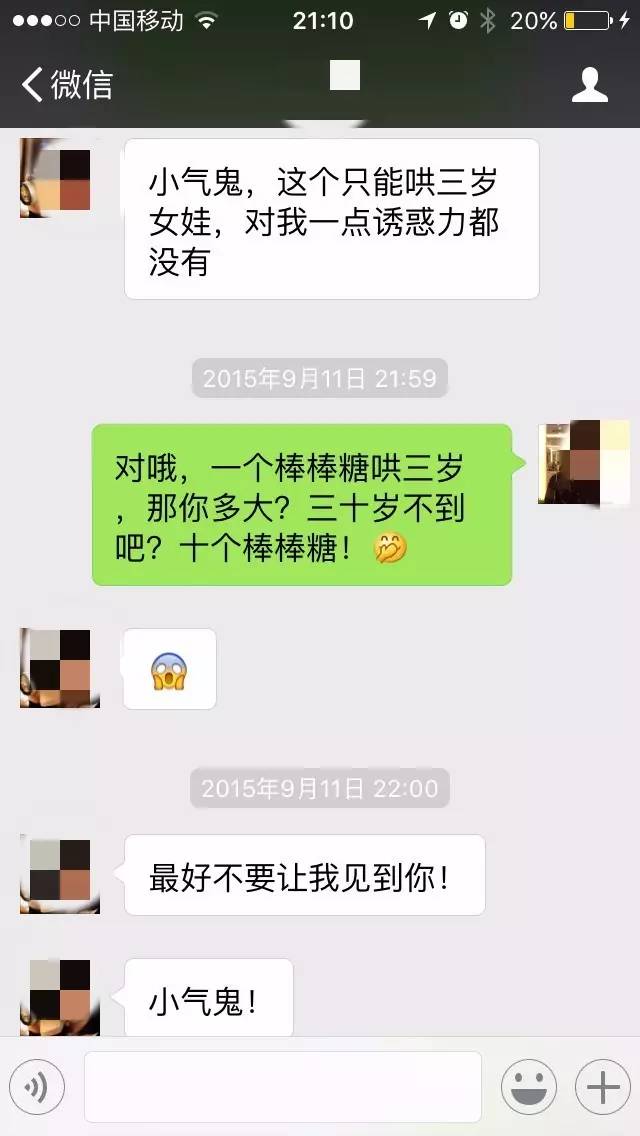 中国移动 21:10 20%
微信
小气鬼，这个只能哄三岁
女娃，对我一点诱惑力都
没有
2015年9月11日 21:59
对哦，一个棒棒糖哄三岁
，那你多大？三十岁不到
吧？十个棒棒糖！🤭
😱
2015年9月11日 22:00
最好不要让我见到你！
小气鬼！